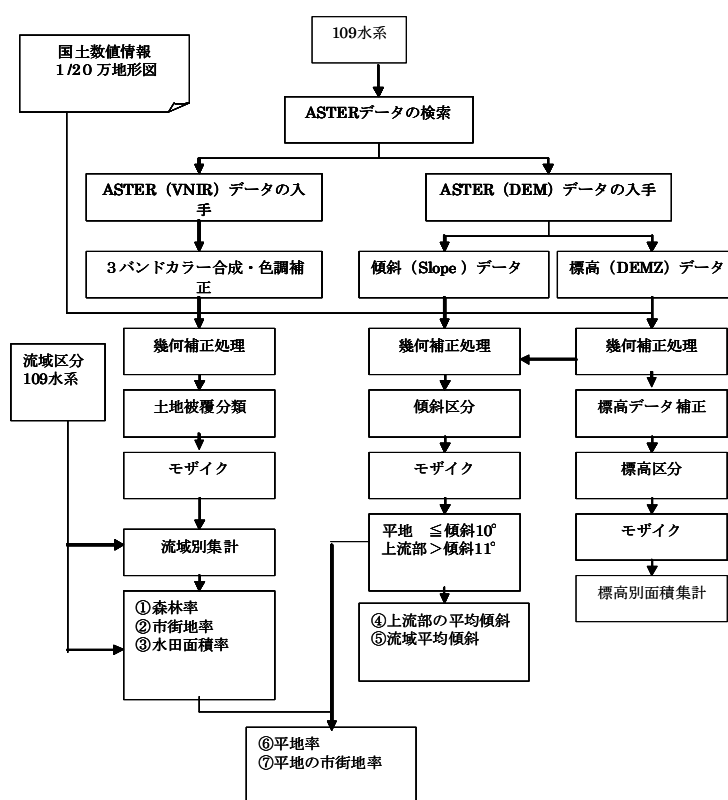 国土数値情報
1/20万地形図
109水系
ASTERデータの検索
ASTER（VNIR）データの入
手
ASTER（DEM）データの入手
３バンドカラー合成・色調補
正
傾斜（Slope ）データ
標高（DEMZ）データ
流域区分
109水系
幾何補正処理
幾何補正処理
幾何補正処理
土地被覆分類
傾斜区分
標高データ補正
モザイク
モザイク
標高区分
流域別集計
平地　≦傾斜10°
上流部＞傾斜11°
モザイク
標高別面積集計
①森林率
②市街地率
③水田面積率
④上流部の平均傾斜
⑤流域平均傾斜
⑥平地率
⑦平地の市街地率